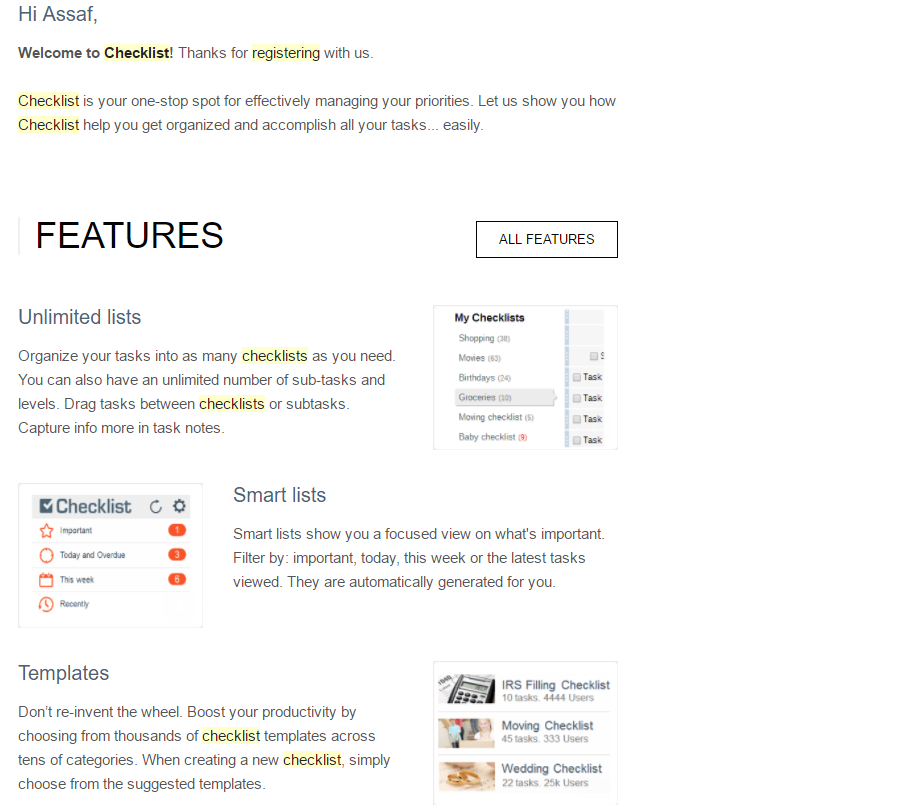 Hi Assaf,
Welcome to Checklist! Thanks for registering with us.
Checklist is your one-stop spot for effectively managing your priorities. Let us show you how
Checklist help you get organized and accomplish all your tasks... easily.
FEATURES
ALL FEATURES
Unlimited lists
Organize your tasks into as many checklists as you need.
You can also have an unlimited number of sub-tasks and
levels. Drag tasks between checklists or subtasks.
Capture info more in task notes.
My Checklists
Shopping (38)
Movies (63)
Birthdays (24)
Groceries (10)
Moving checklist (5)
Baby checklist (9)
S
Task
Task
Task
Task
Checklist
Important 1
Today and Overdue 3
This week 6
Recently
Smart lists
Smart lists show you a focused view on what's important.
Filter by: important, today, this week or the latest tasks
viewed. They are automatically generated for you.
Templates
Don’t re-invent the wheel. Boost your productivity by
choosing from thousands of checklist templates across
tens of categories. When creating a new checklist, simply
choose from the suggested templates.
IRS Filling Checklist
10 tasks. 4444 Users
Moving Checklist
45 tasks. 333 Users
Wedding Checklist
22 tasks. 25k Users